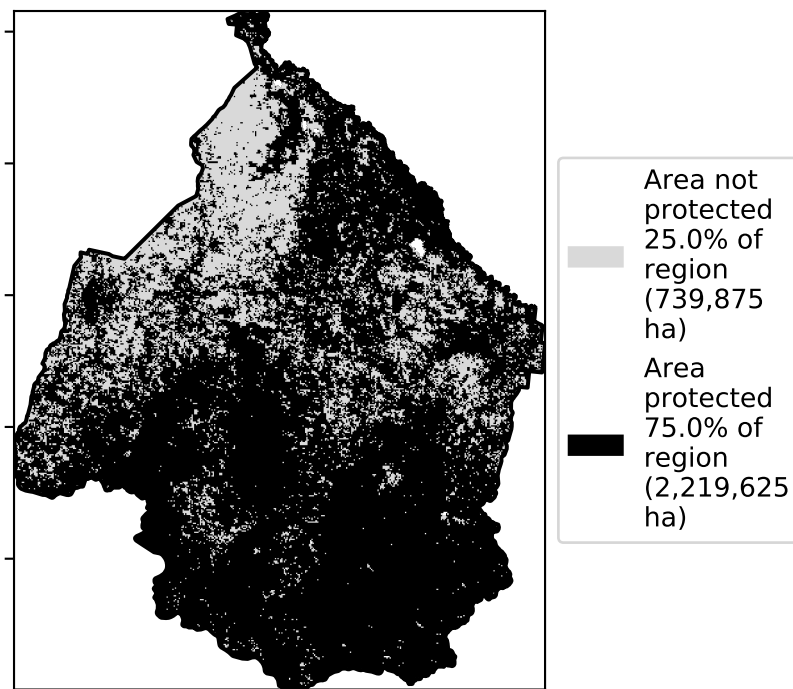 Area not
protected
25.0% of
region
(739,875
ha)
Area
protected
75.0% of
region
(2,219,625
ha)